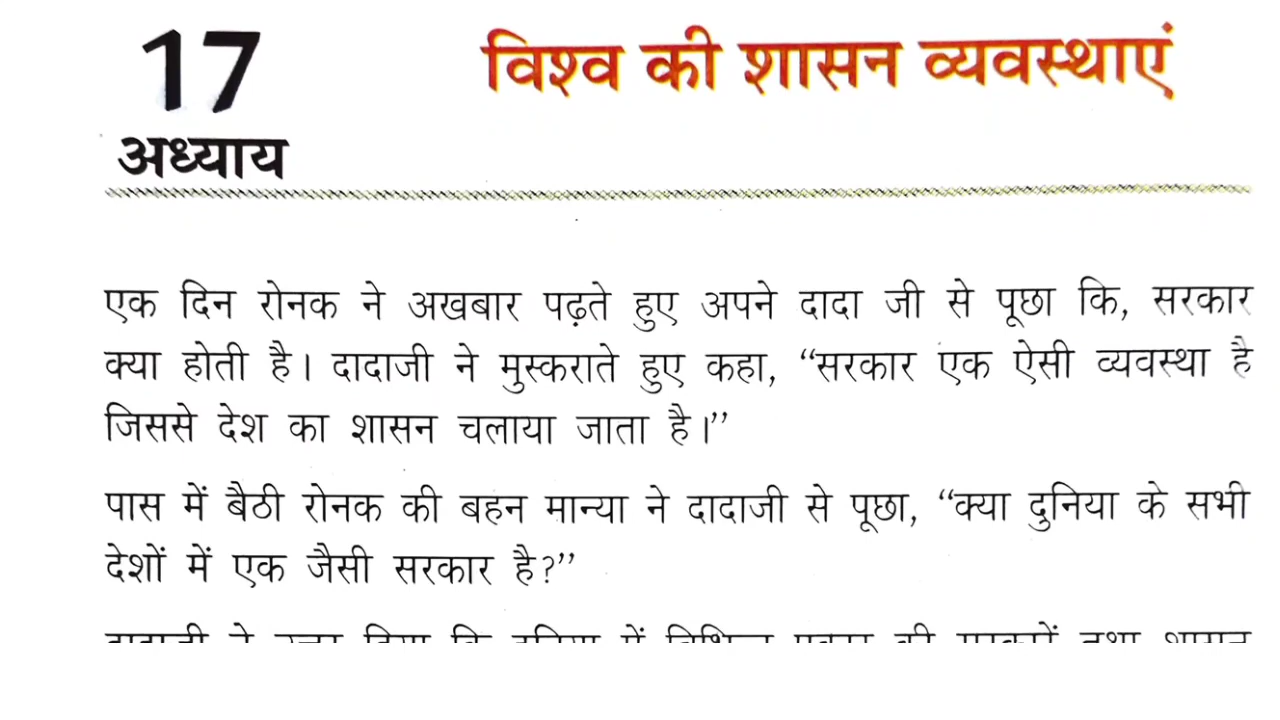 17
विश्व की शासन व्यवस्थाएं
अध्याय
एक दिन रोनक ने अखबार पढ़ते हुए अपने दादा जी से पूछा कि, सरकार
क्या होती है। दादाजी ने मुस्कराते हुए कहा, “सरकार एक ऐसी व्यवस्था है
जिससे देश का शासन चलाया जाता है।”
पास में बैठी रोनक की बहन मान्या ने दादाजी से पूछा, “क्या दुनिया के सभी
देशों में एक जैसी सरकार है?”